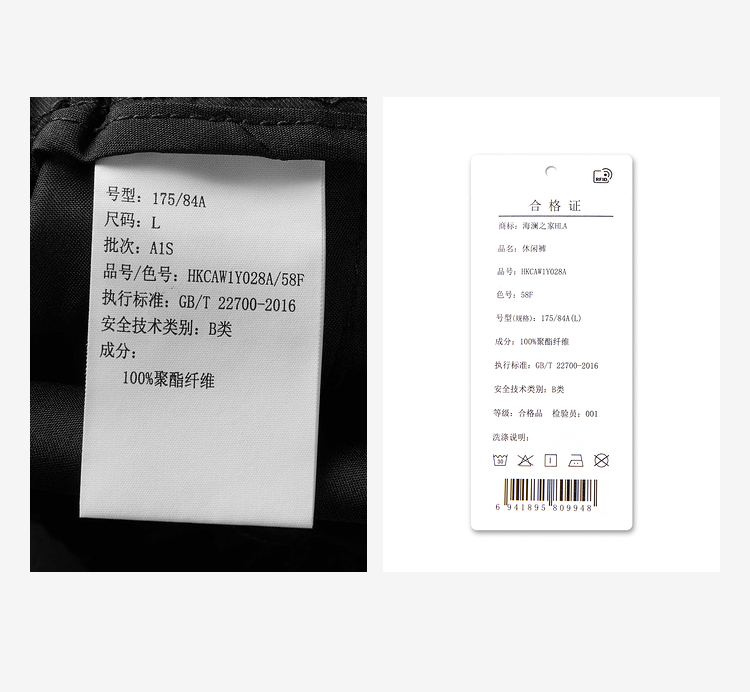 号型：175/84A
尺码：L
批次：A1S
品号/色号：HKCAW1Y028A/58F
执行标准：GB/T 22700-2016
安全技术类别：B类
成分：
100%聚酯纤维
RFID
合格证
商标：海澜之家HLA
品名：休闲裤
品号：HKCAW1Y028A
色号：58F
号型(规格)：175/84A(L)
成分：100%聚酯纤维
执行标准：GB/T 22700-2016
安全技术类别：B类
等级：合格品 检验员：001
洗涤说明：
30
6 941895 809948